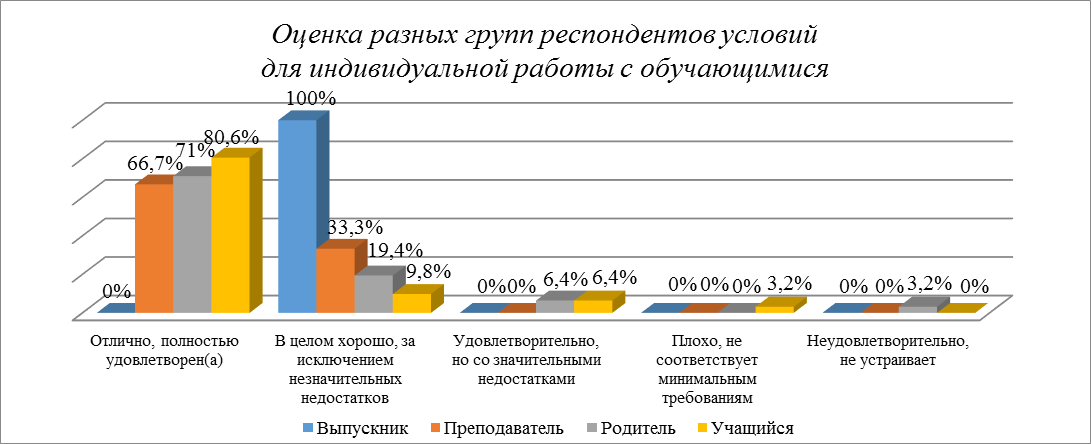 Оценка разных групп респондентов условий
для индивидуальной работы с обучающимися
100%
80,6%
71%
66,7%
33,3%
19,4%
9,8%
0%
0% 0% 6,4% 6,4%
0% 0% 0% 3,2%
0% 0% 3,2% 0%
Отлично, полностью
удовлетворен(а)
В целом хорошо, за
исключением
незначительных
недостатков
Удовлетворительно,
но со значительными
недостатками
Плохо, не
соответствует
минимальным
требованиям
Неудовлетворительно,
не устраивает
Выпускник Преподаватель Родитель Учащийся